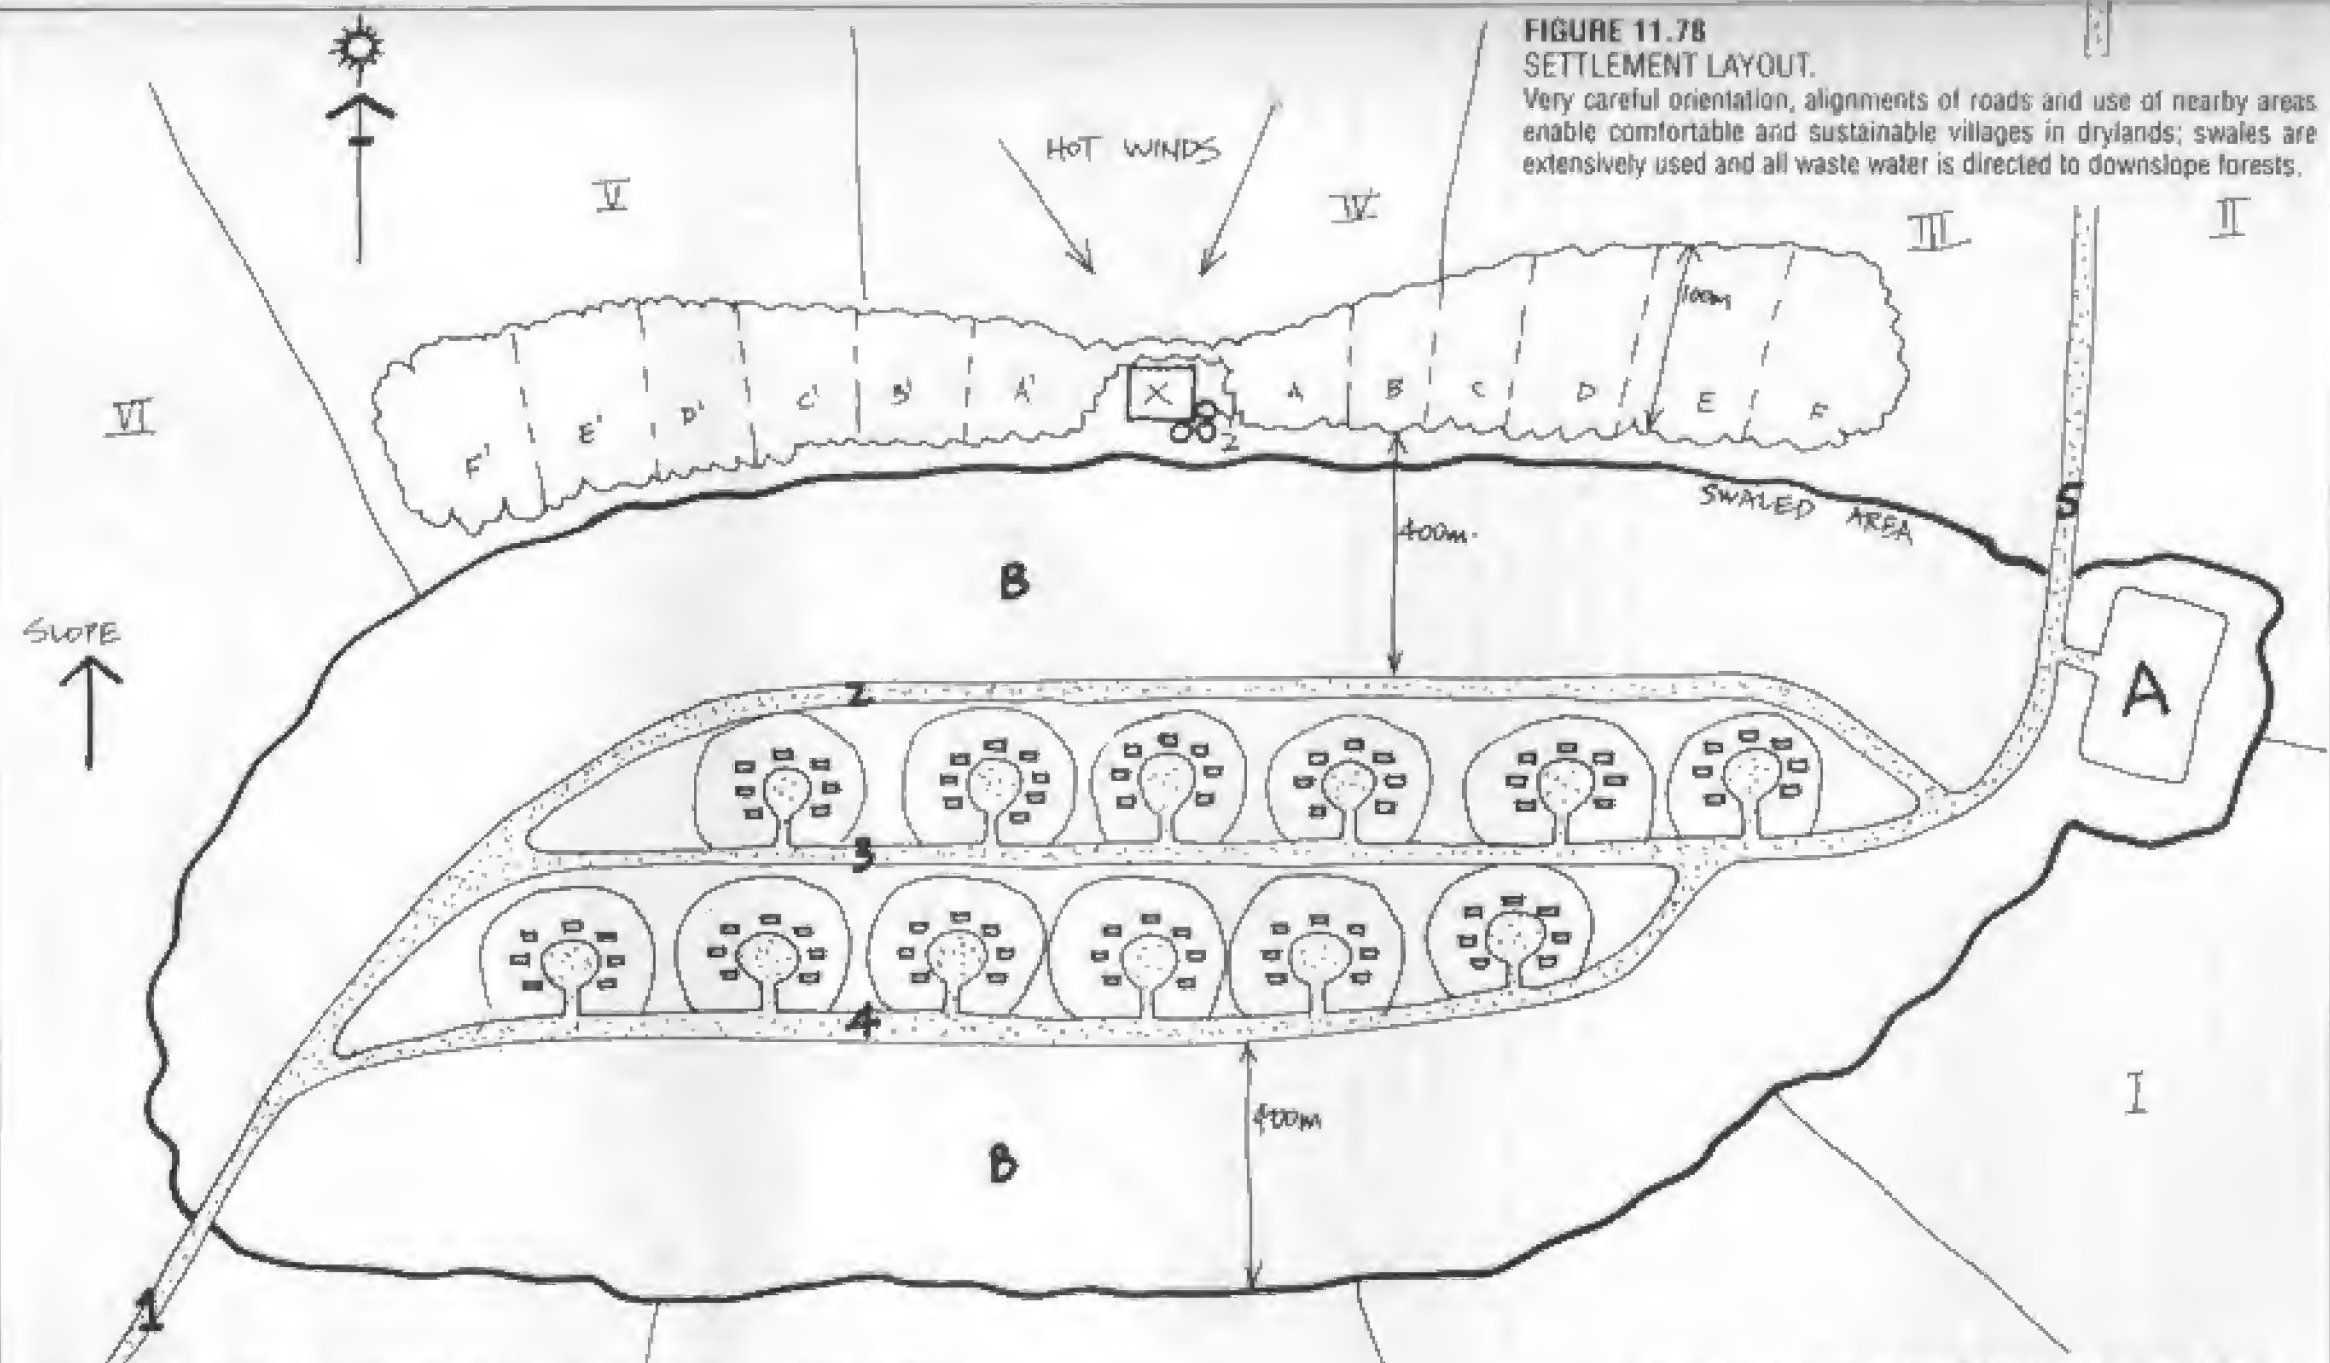 FIGURE 11.78
SETTLEMENT LAYOUT.
Very careful orientation, alignments of roads and use of nearby areas
enable comfortable and sustainable villages in drylands; swales are
extensively used and all waste water is directed to downslope forests.
HOT WINDS
V
IV
III
II
100m
VI
F' E' D' C' B' A' X A B C D E F
2
SWALED AREA
5
400m.
B
SLOPE
A
2
3
4
I
400m
B
1